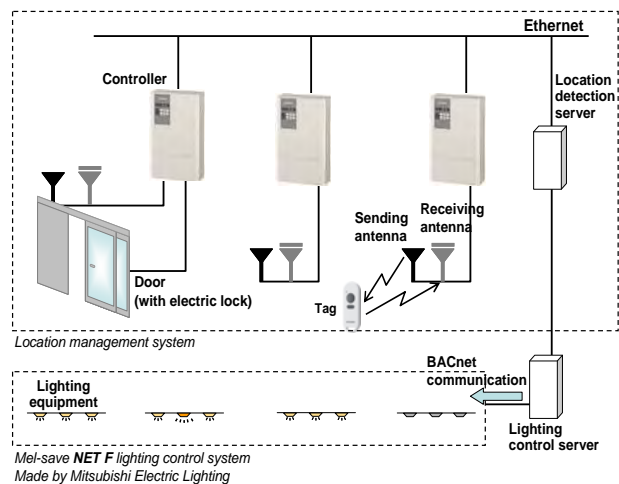 Ethernet
Controller
Location
detection
server
Sending
antenna
Receiving
antenna
Door
(with electric lock)
Tag
Location management system
BACnet
communication
Lighting
equipment
Lighting
control server
Mel-save NET F lighting control system
Made by Mitsubishi Electric Lighting